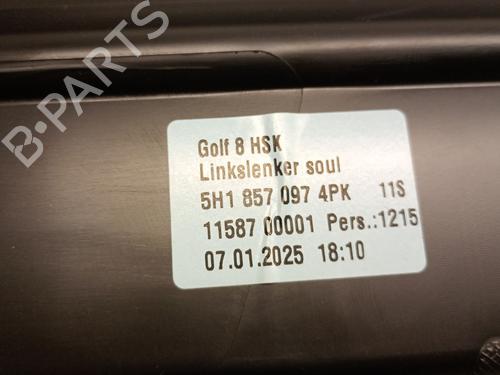 Golf 8 HSK
Linkslenker soul
5H1 857 097 4PK 11S
11587 00001 Pers.:1215
07.01.2025 18:10
B-PARTS